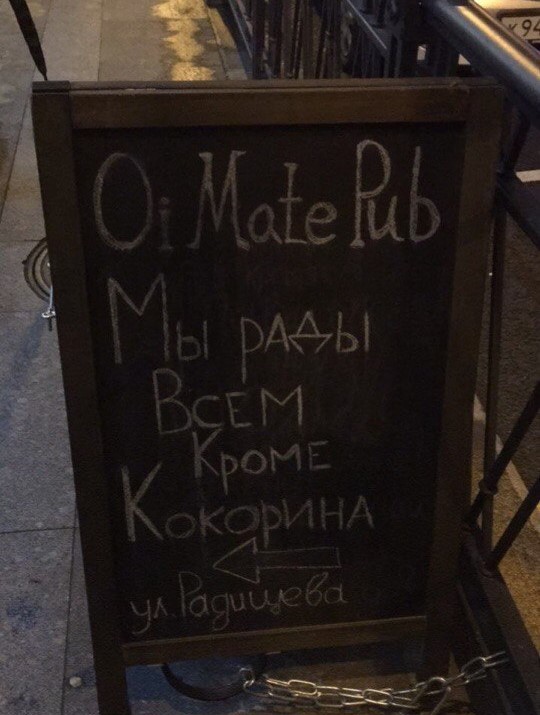 Oi Mate Pub
Мы рады
Всем
Кроме
Кокорина
ул. Радищева